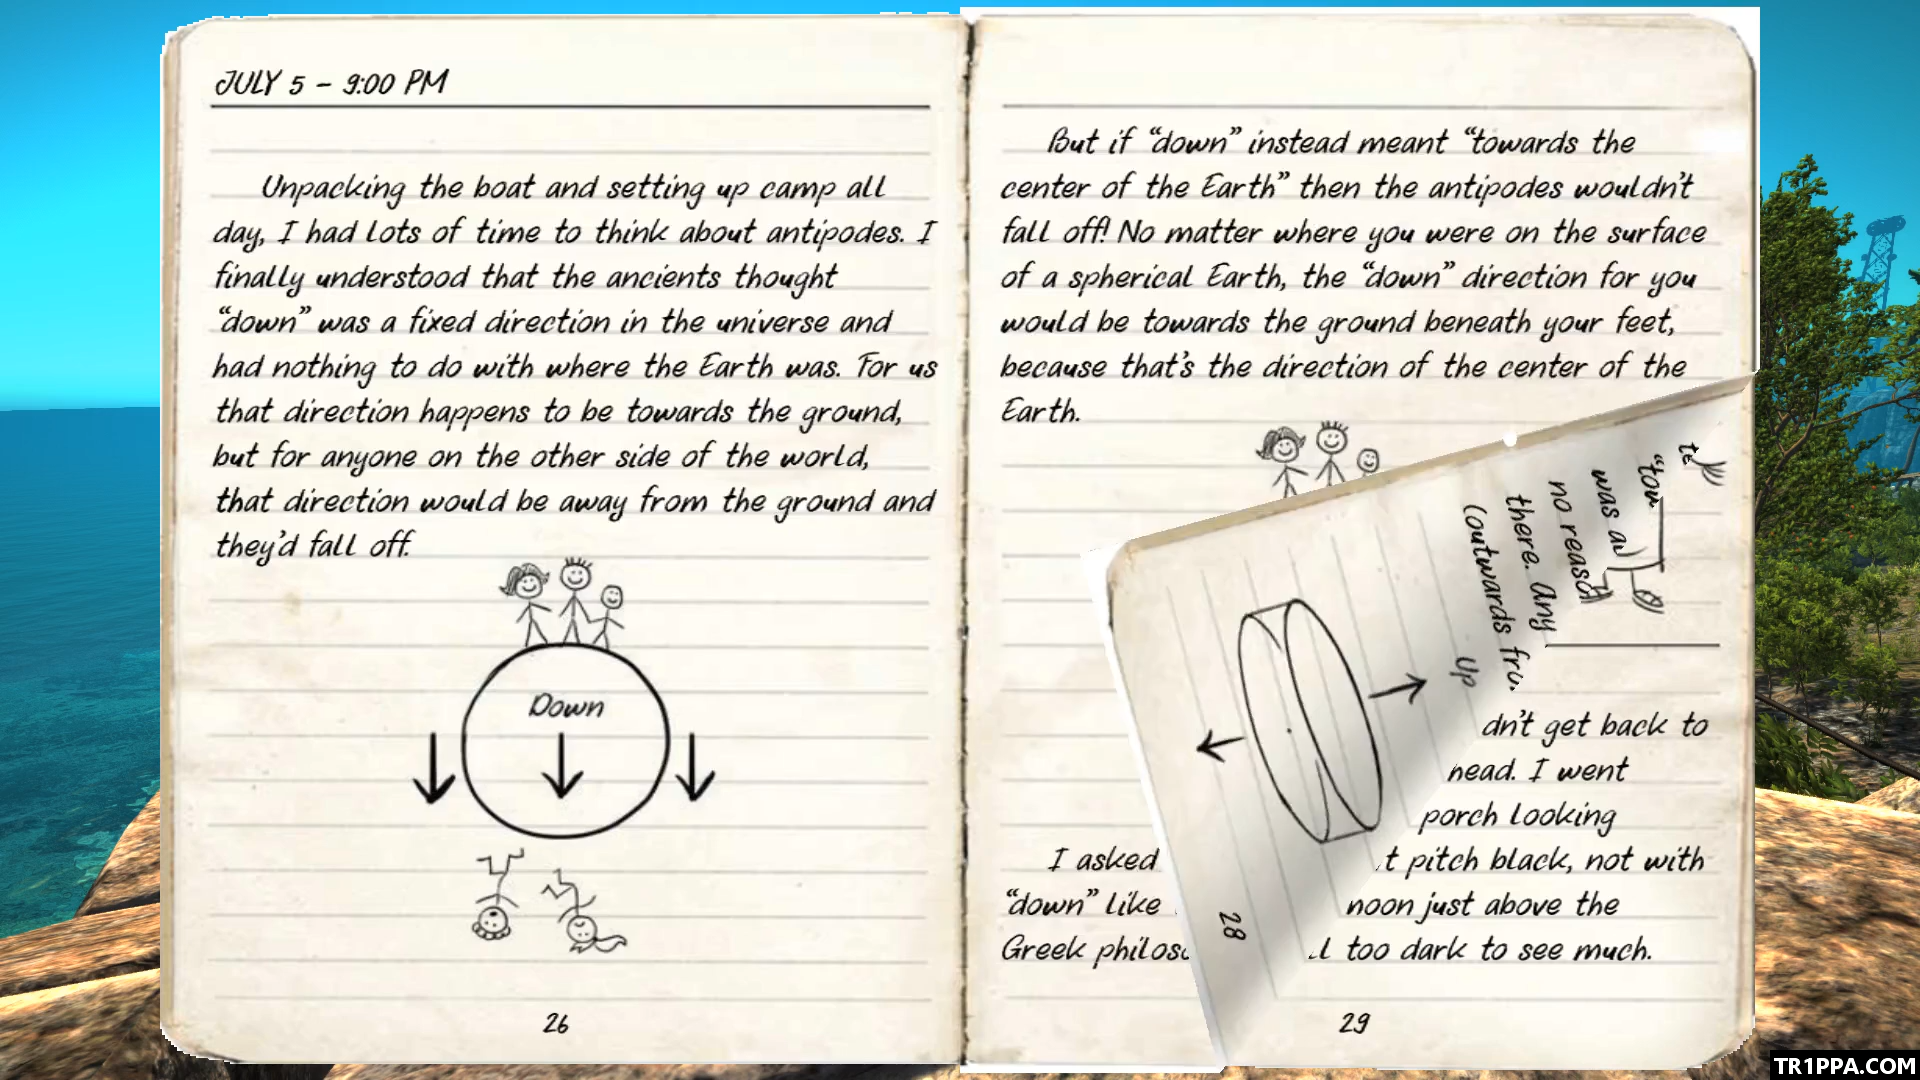 JULY 5 - 9:00 PM
Unpacking the boat and setting up camp all
day, I had lots of time to think about antipodes. I
finally understood that the ancients thought
“down” was a fixed direction in the universe and
had nothing to do with where the Earth was. For us
that direction happens to be towards the ground,
but for anyone on the other side of the world,
that direction would be away from the ground and
they'd fall off.
Down
26
But if “down” instead meant “towards the
center of the Earth” then the antipodes wouldn't
fall off! No matter where you were on the surface
of a spherical Earth, the “down” direction for you
would be towards the ground beneath your feet,
because that's the direction of the center of the
Earth.
I asked
“down” like
Greek
28
Up
(outwards
there. Any
no
was
dn't get back to
head. I went
porch looking
t pitch black, not with
noon just above the
too dark to see much.
29
TR1PPA.COM